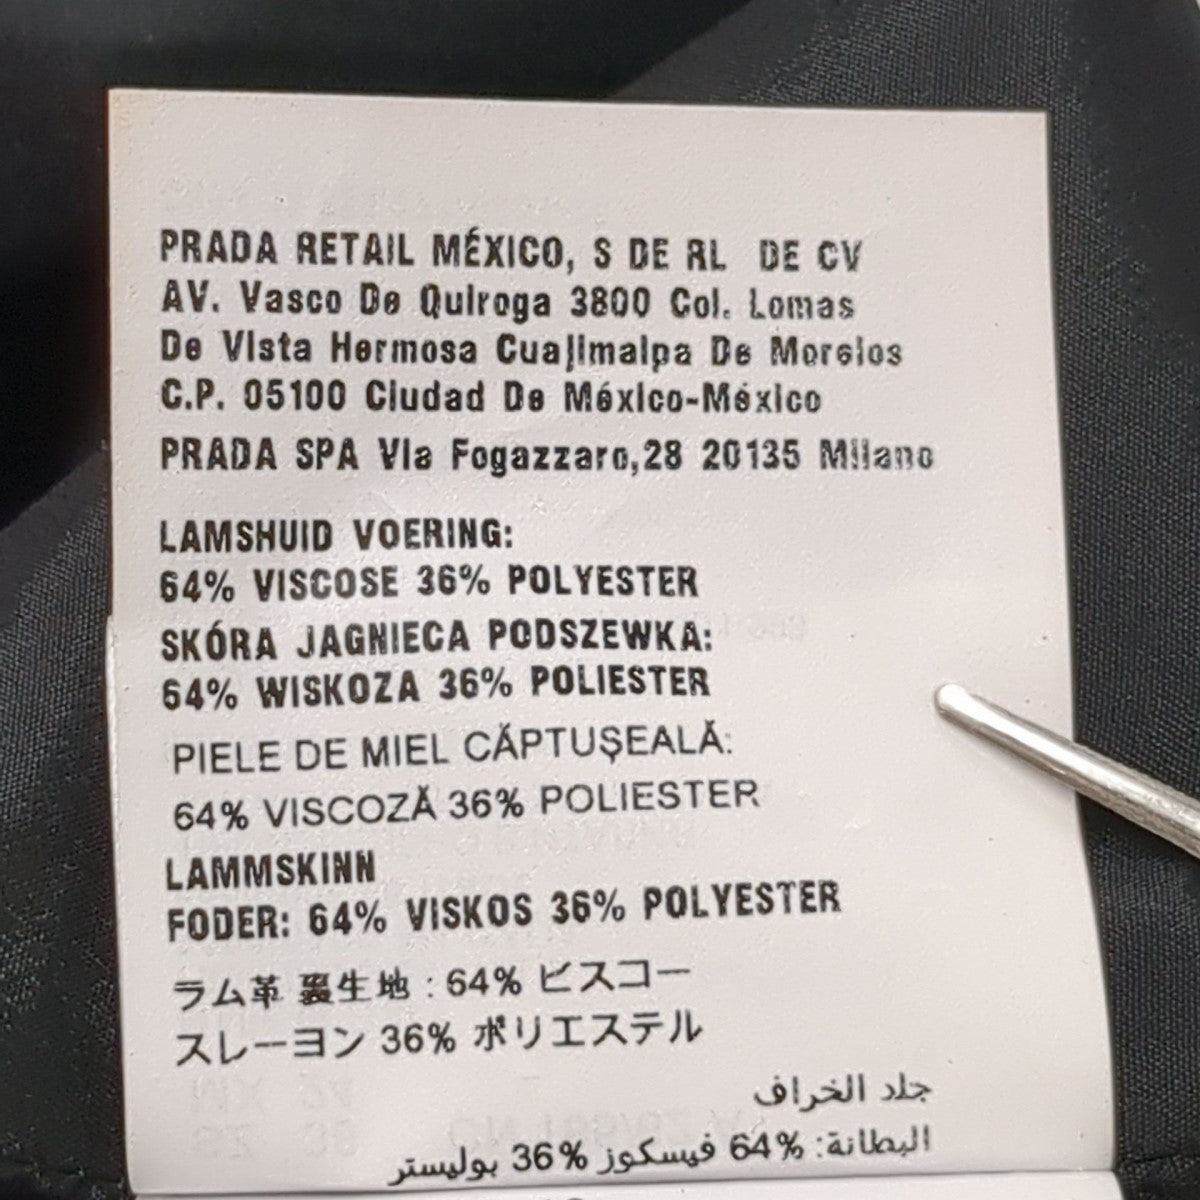 PRADA RETAIL MÉXICO, S DE RL DE CV
AV. Vasco De Quiroga 3800 Col. Lomas
De Vista Hermosa Cuajimalpa De Morelos
C.P. 05100 Ciudad De México-México
PRADA SPA Via Fogazzaro,28 20135 Milano
LAMSHUID VOERING:
64% VISCOSE 36% POLYESTER
SKÓRA JAGNIECA PODSZEWKA:
64% WISKOZA 36% POLIESTER
PIELE DE MIEL CĂPTUȘEALĂ:
64% VISCOZĂ 36% POLIESTER
LAMMSKINN
FODER: 64% VISKOS 36% POLYESTER
ラム革 裏生地 : 64% ビスコー
スレーヨン 36% ポリエステル
جلد الخراف
البطانة: 64% فيسكوز 36% بوليستر